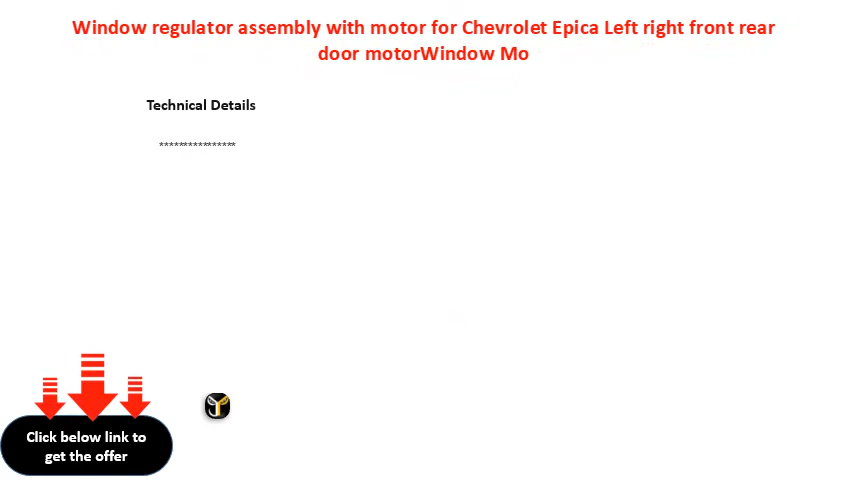 Window regulator assembly with motor for Chevrolet Epica Left right front rear
door motorWindow Mo
Technical Details
****************
Click below link to
get the offer